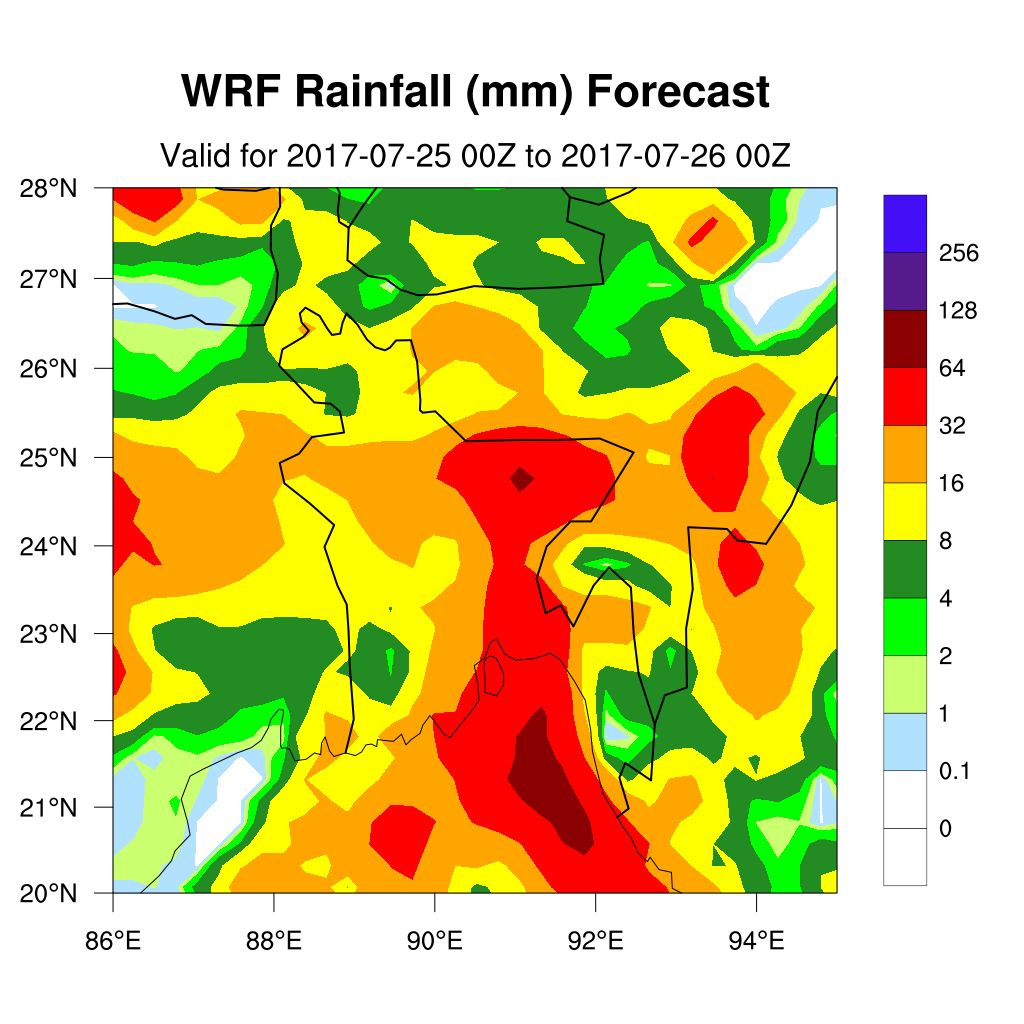 WRF Rainfall (mm) Forecast
Valid for 2017-07-25 00Z to 2017-07-26 00Z
28°N
27°N
26°N
25°N
24°N
23°N
22°N
21°N
20°N
86°E
88°E
90°E
92°E
94°E
256
128
64
32
16
8
4
2
1
0.1
0